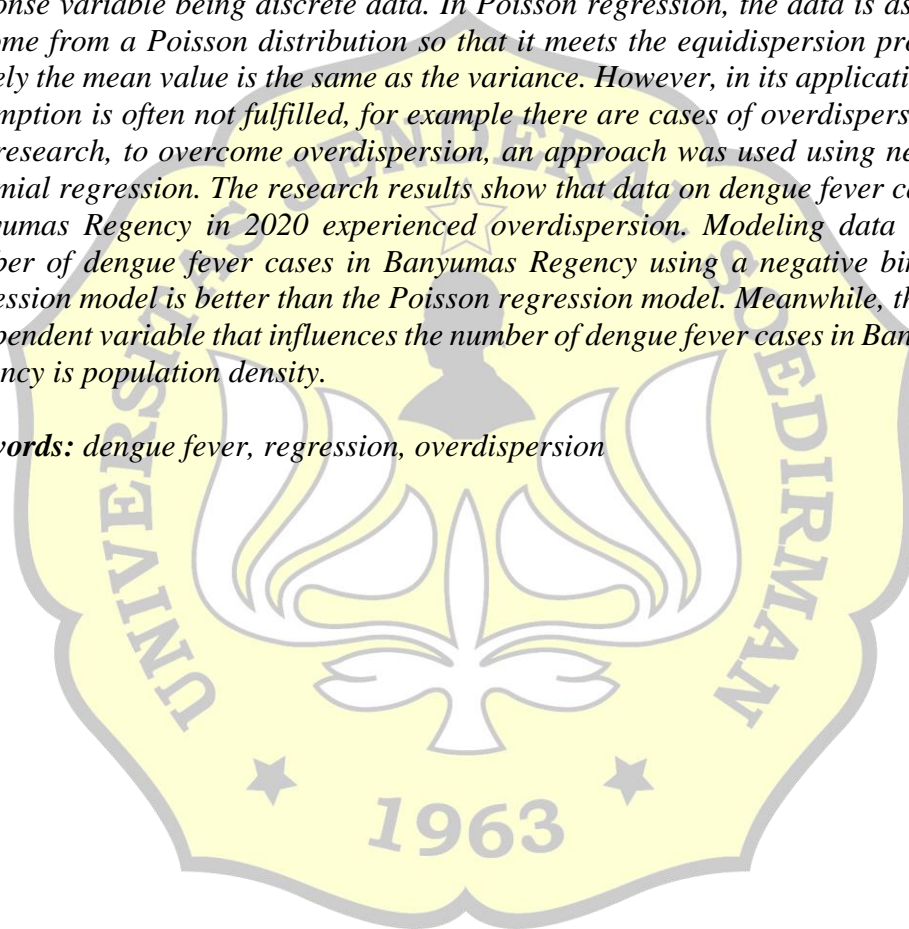 onse variable being discrete data. In Poisson regression, the data is as
ome from a Poisson distribution so that it meets the equidispersion pro
ely the mean value is the same as the variance. However, in its applicati
mption is often not fulfilled, for example there are cases of overdispers
research, to overcome overdispersion, an approach was used using ne
mial regression. The research results show that data on dengue fever ca
umas Regency in 2020 experienced overdispersion. Modeling data
ber of dengue fever cases in Banyumas Regency using a negative bin
ession model is better than the Poisson regression model. Meanwhile, th
pendent variable that influences the number of dengue fever cases in Ban
ncy is population density.
words: dengue fever, regression, overdispersion
UNIVERSITAS JENDERAL SOEDIRMAN
1963